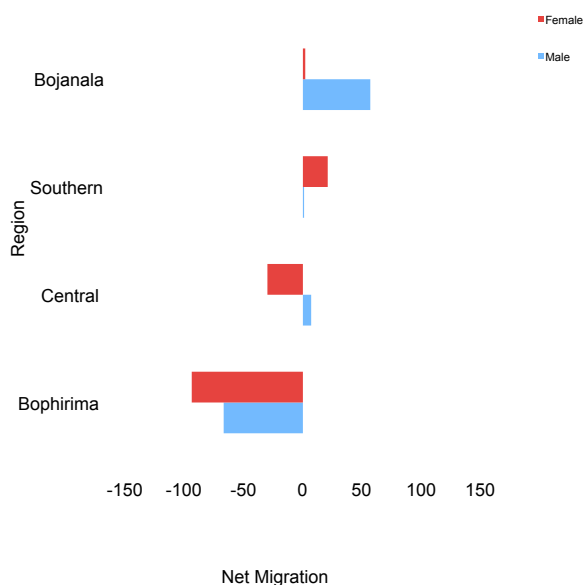 Female
Male
Bojanala
Southern
Central
Bophirima
Region
-150 -100 -50 0 50 100 150
Net Migration